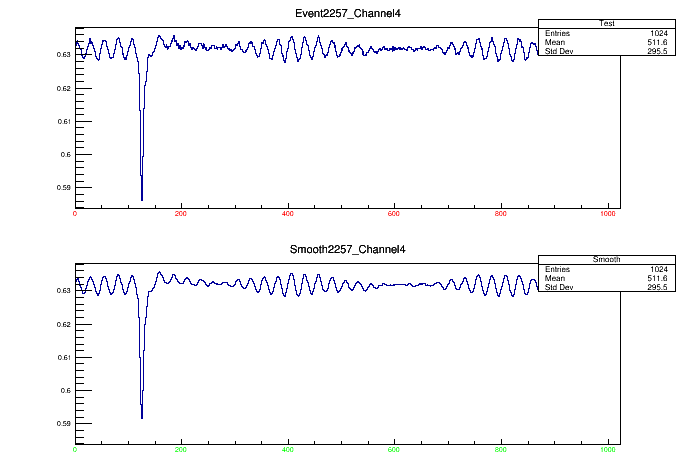 Event2257_Channel4
Test
Entries 1024
Mean 511.6
Std Dev 295.5
0.63
0.62
0.61
0.6
0.59
0 200 400 600 800 1000
Smooth2257_Channel4
Smooth
Entries 1024
Mean 511.6
Std Dev 295.5
0.63
0.62
0.61
0.6
0.59
0 200 400 600 800 1000